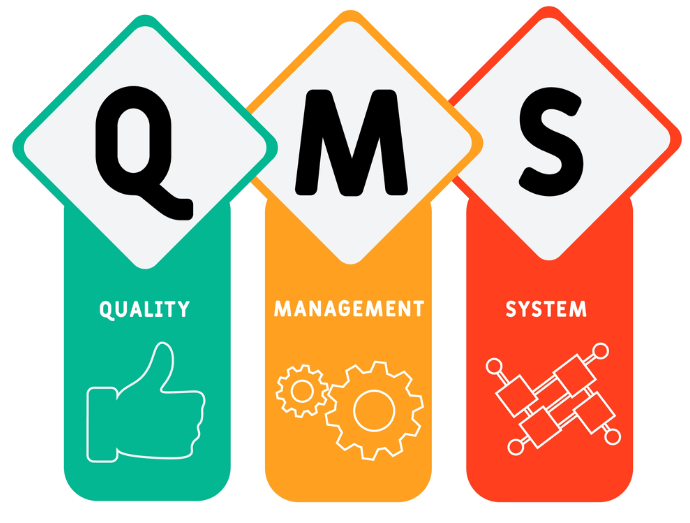 Q M S
QUALITY MANAGEMENT SYSTEM